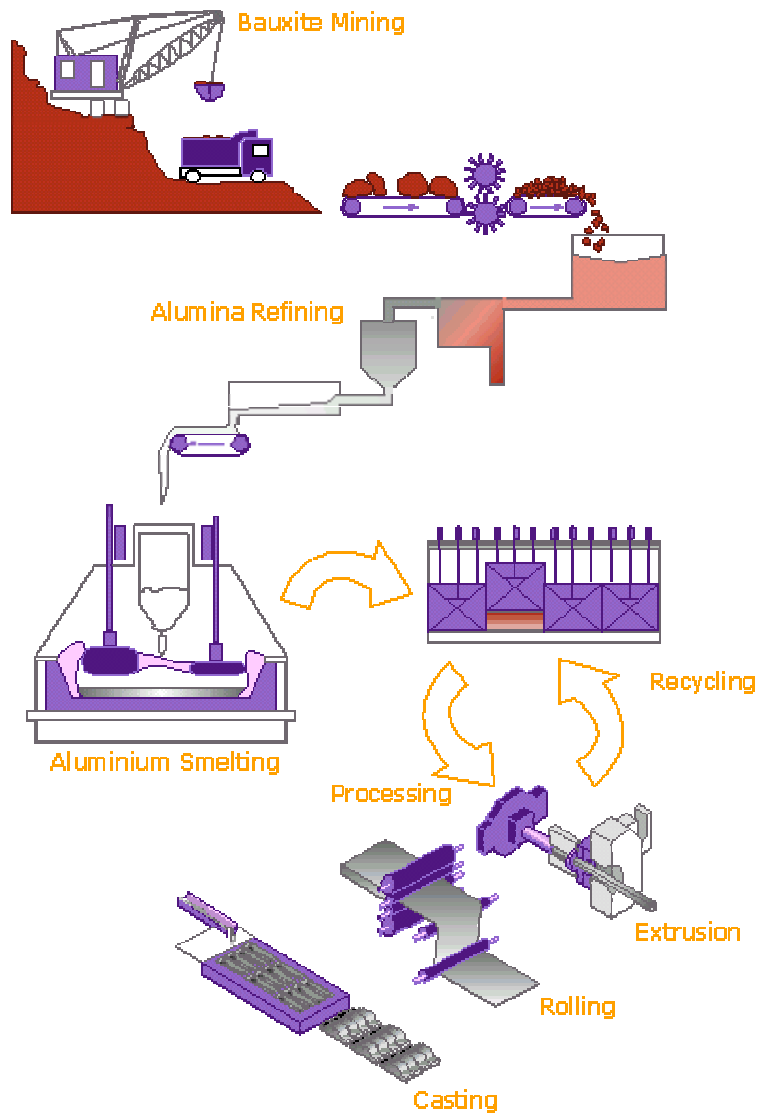 Bauxite Mining
Alumina Refining
Aluminium Smelting
Recycling
Processing
Extrusion
Rolling
Casting